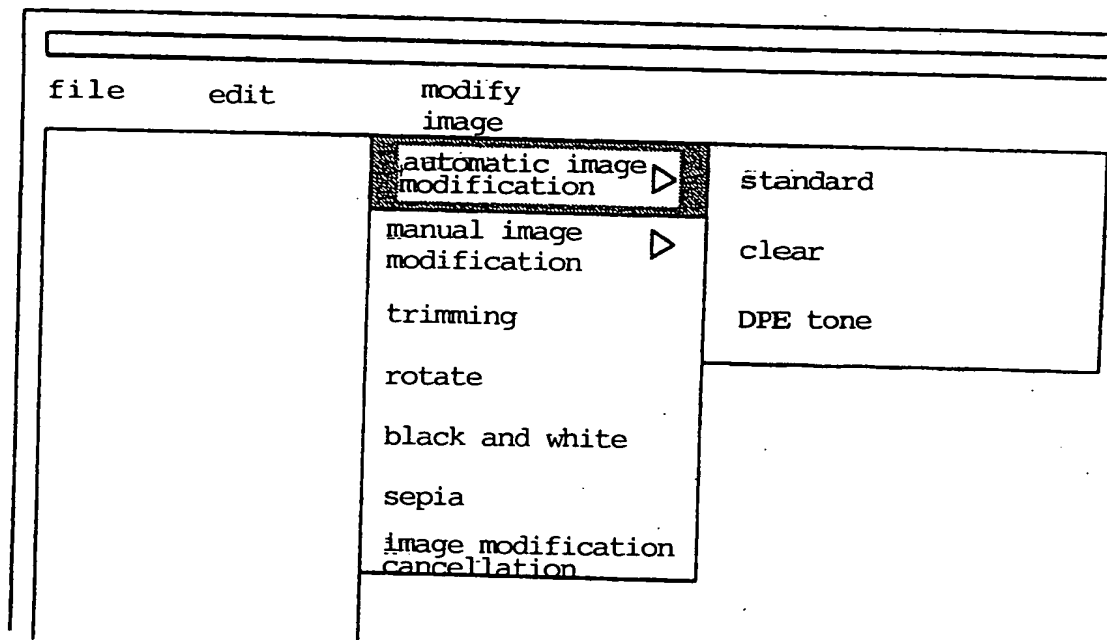 file
edit
modify
image
automatic image
modification
manual image
modification
trimming
rotate
black and white
sepia
image modification
cancellation
standard
clear
DPE tone